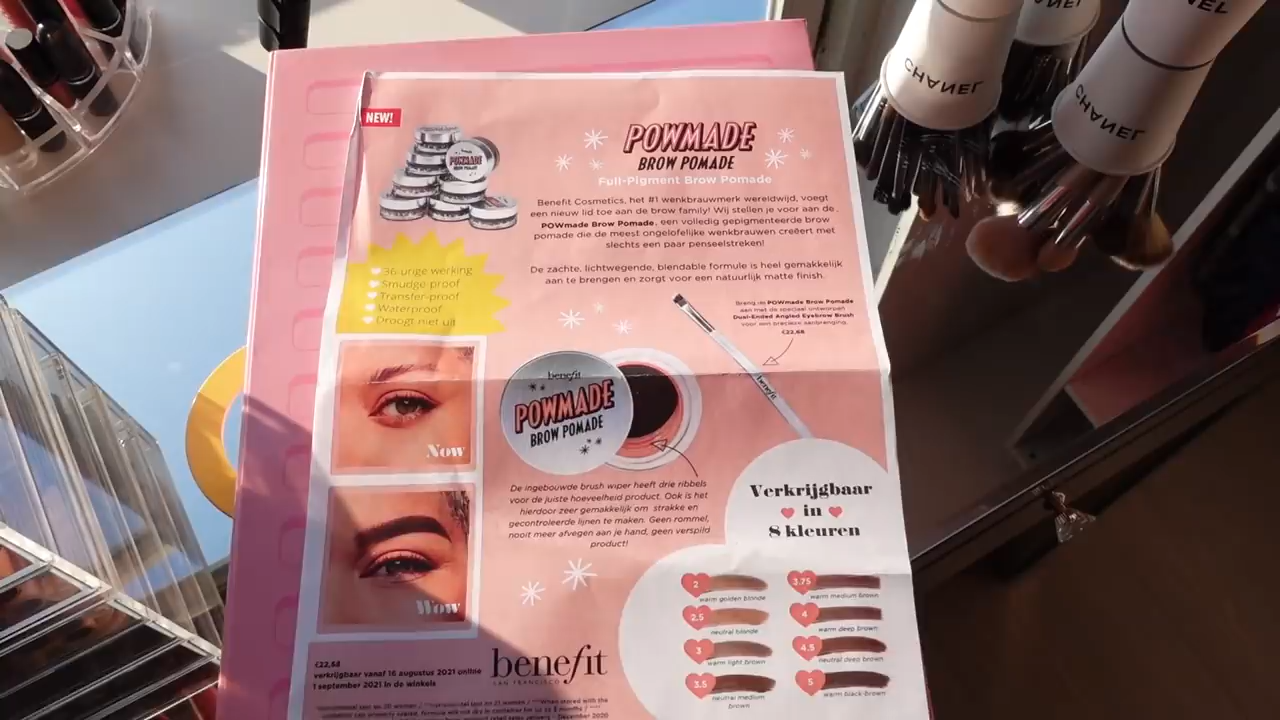 CHANEL
CHANEL
NEW!
POWMADE
BROW POMADE
Full-Pigment Brow Pomade
Benefit Cosmetics, het #1 wenkbrauwmerk wereldwijd, voegt
een nieuw lid toe aan de brow family! Wij stellen je voor aan de
POWmade Brow Pomade, een volledig gepigmenteerde brow
pomade die de meest ongelofelijke wenkbrauwen creëert met
slechts een paar penseelstreken!
De zachte, lichtwegende, blendable formule is heel gemakkelijk
aan te brengen en zorgt voor een natuurlijk matte finish.
36-urige werking
Smudge-proof
Transfer-proof
Waterproof
Droogt niet uit
Breng de POWmade Brow Pomade
aan met de speciaal ontworpen
Dual-Ended Angled Eyebrow Brush
voor een preciezere aanbrenging.
€22,68
benefit
benefit
POWMADE
BROW POMADE
Now
Wow
De ingebouwde brush wiper heeft drie ribbels
voor de juiste hoeveelheid product. Ook is het
hierdoor zeer gemakkelijk om strakke en
gecontroleerde lijnen te maken. Geen rommel,
nooit meer afvegen aan je hand, geen verspild
product!
Verkrijgbaar
in
8 kleuren
2
warm golden blonde
3.75
warm medium brown
2.5
neutral blonde
4
warm deep brown
3
warm light brown
4.5
neutral deep brown
3.5
neutral medium
brown
5
warm black-brown
€22,68
verkrijgbaar vanaf 16 augustus 2021 online
1 september 2021 in de winkels
benefit
SAN FRANCISCO